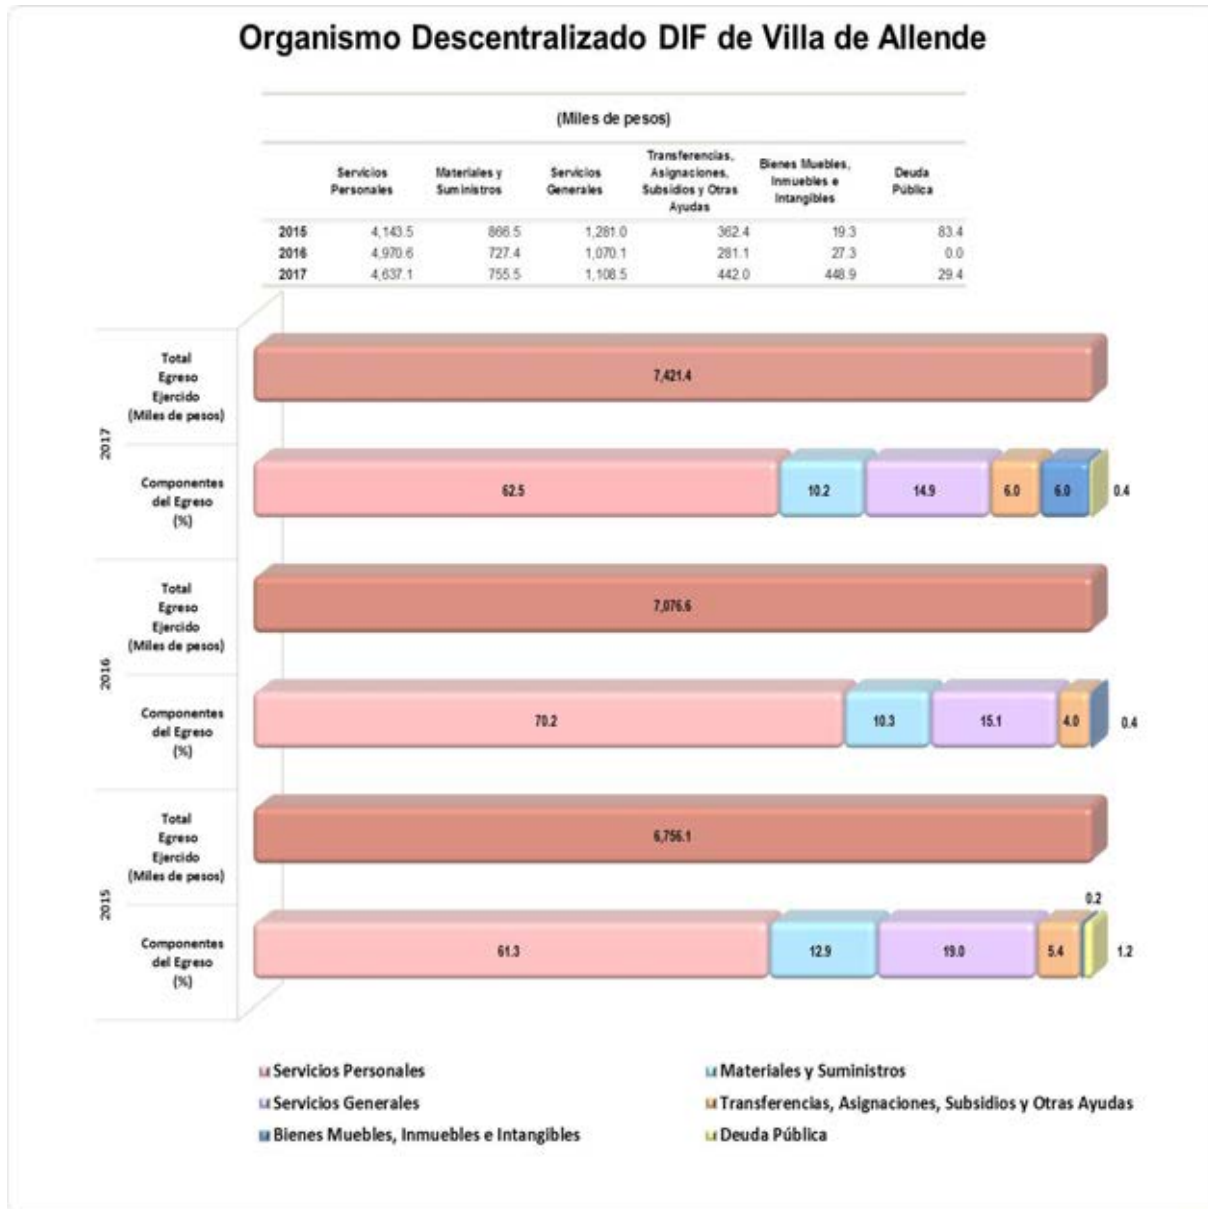 Organismo Descentralizado DIF de Villa de Allende
(Miles de pesos)
Servicios Personales Materiales y Suministros Servicios Generales Transferencias, Asignaciones, Subsidios y Otras Ayudas Bienes Muebles, Inmuebles e Intangibles Deuda Pública
2015 4,143.5 866.5 1,281.0 362.4 19.3 83.4
2016 4,970.6 727.4 1,070.1 281.1 27.3 0.0
2017 4,637.1 755.5 1,108.5 442.0 448.9 29.4
2017
Total
Egreso
Ejercido
(Miles de pesos)
7,421.4
Componentes
del Egreso
(%)
62.5 10.2 14.9 6.0 6.0 0.4
2016
Total
Egreso
Ejercido
(Miles de pesos)
7,076.6
Componentes
del Egreso
(%)
70.2 10.3 15.1 4.0 0.4
2015
Total
Egreso
Ejercido
(Miles de pesos)
6,756.1
Componentes
del Egreso
(%)
0.2
61.3 12.9 19.0 5.4 1.2
Servicios Personales
Materiales y Suministros
Servicios Generales
Transferencias, Asignaciones, Subsidios y Otras Ayudas
Bienes Muebles, Inmuebles e Intangibles
Deuda Pública